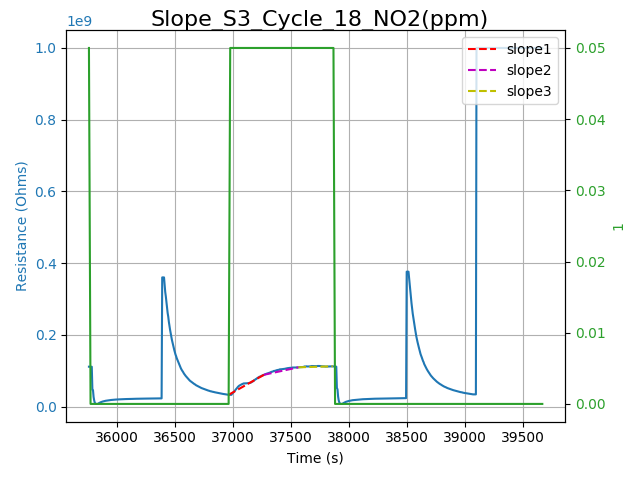 Slope_S3_Cycle_18_NO2(ppm)
1e9
1.0
0.8
0.6
0.4
0.2
0.0
Resistance (Ohms)
slope1
slope2
slope3
0.05
0.04
0.03
0.02
0.01
0.00
1
36000 36500 37000 37500 38000 38500 39000 39500
Time (s)